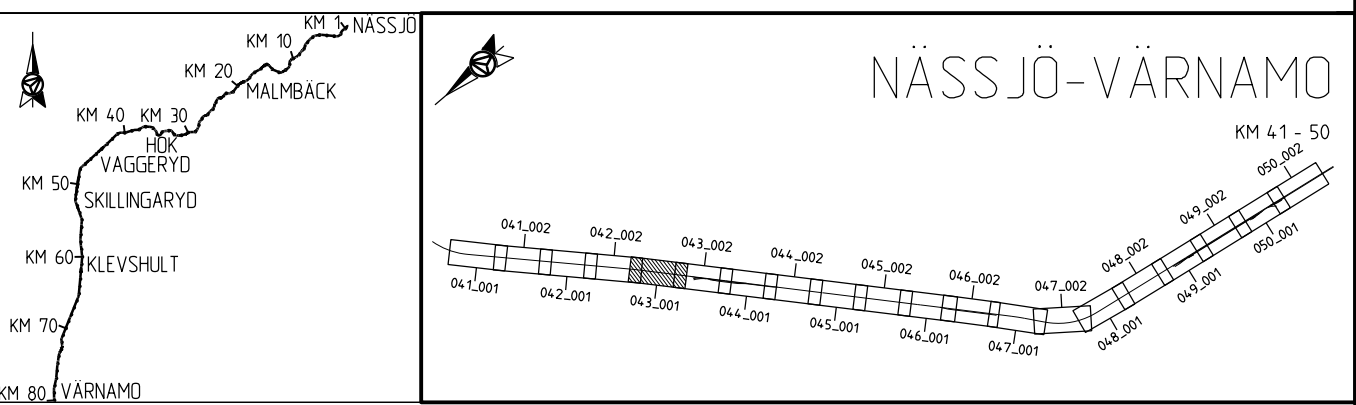 KM 1
NÄSSJÖ
KM 10
KM 20
MALMBÄCK
KM 40
KM 30
HOK
VAGGERYD
KM 50
SKILLINGARYD
KM 60
KLEVSHULT
KM 70
KM 80
VÄRNAMO
NÄSSJÖ-VÄRNAMO
KM 41 - 50
041_002
042_002
043_002
044_002
045_002
046_002
047_002
048_002
049_002
050_002
041_001
042_001
043_001
044_001
045_001
046_001
047_001
048_001
049_001
050_001